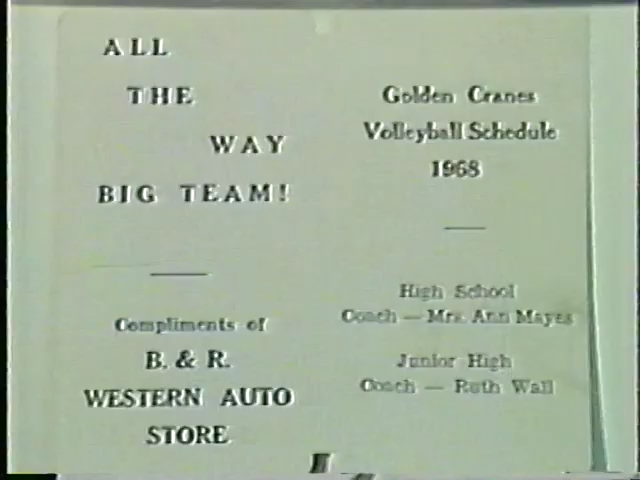 ALL
THE
WAY
BIG TEAM!
Compliments of
B. & R.
WESTERN AUTO
STORE
Golden Cranes
Volleyball Schedule
1968
High School
Coach — Mrs. Ann Mayes
Junior High
Coach — Ruth Wall